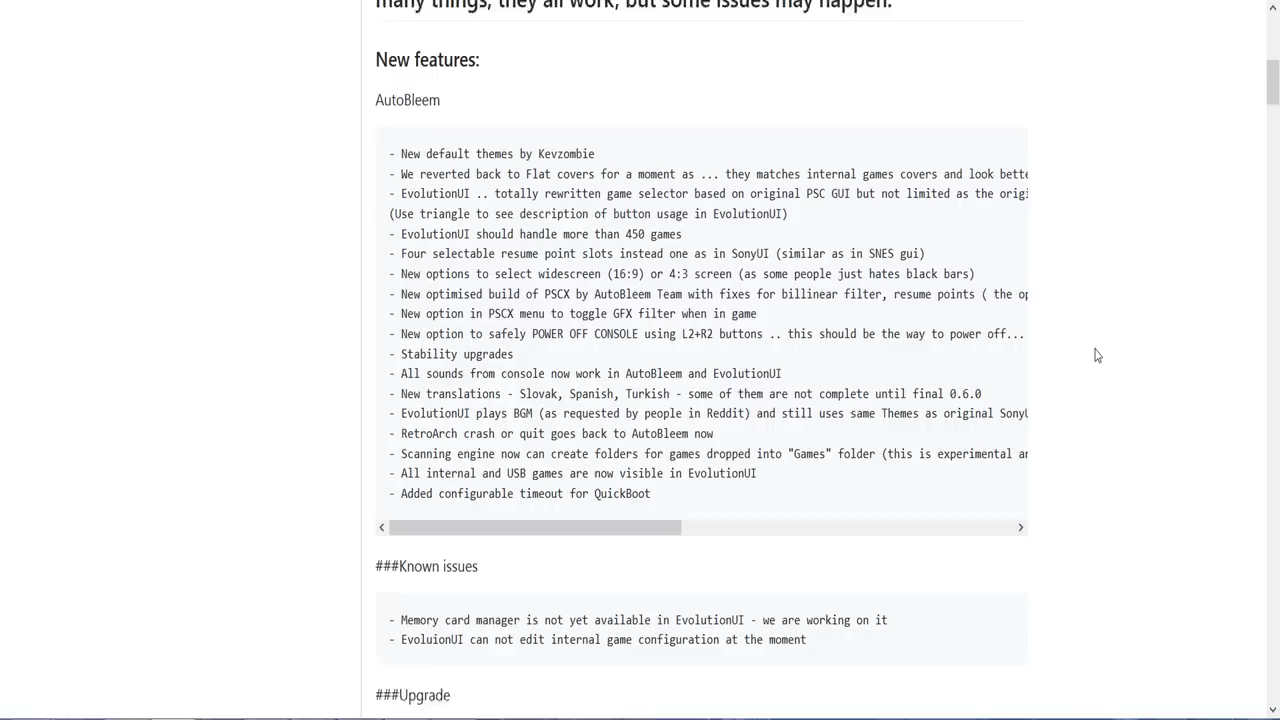 many things, they all work, but some issues may happen.
New features:
AutoBleem
- New default themes by Kevzombie
- We reverted back to Flat covers for a moment as ... they matches internal games covers and look bette
- EvolutionUI .. totally rewritten game selector based on original PSC GUI but not limited as the origi
(Use triangle to see description of button usage in EvolutionUI)
- EvolutionUI should handle more than 450 games
- Four selectable resume point slots instead one as in SonyUI (similar as in SNES gui)
- New options to select widescreen (16:9) or 4:3 screen (as some people just hates black bars)
- New optimised build of PSCX by AutoBleem Team with fixes for billinear filter, resume points ( the op
- New option in PSCX menu to toggle GFX filter when in game
- New option to safely POWER OFF CONSOLE using L2+R2 buttons .. this should be the way to power off...
- Stability upgrades
- All sounds from console now work in AutoBleem and EvolutionUI
- New translations - Slovak, Spanish, Turkish - some of them are not complete until final 0.6.0
- EvolutionUI plays BGM (as requested by people in Reddit) and still uses same Themes as original SonyU
- RetroArch crash or quit goes back to AutoBleem now
- Scanning engine now can create folders for games dropped into "Games" folder (this is experimental an
- All internal and USB games are now visible in EvolutionUI
- Added configurable timeout for QuickBoot
###Known issues
- Memory card manager is not yet available in EvolutionUI - we are working on it
- EvoluionUI can not edit internal game configuration at the moment
###Upgrade